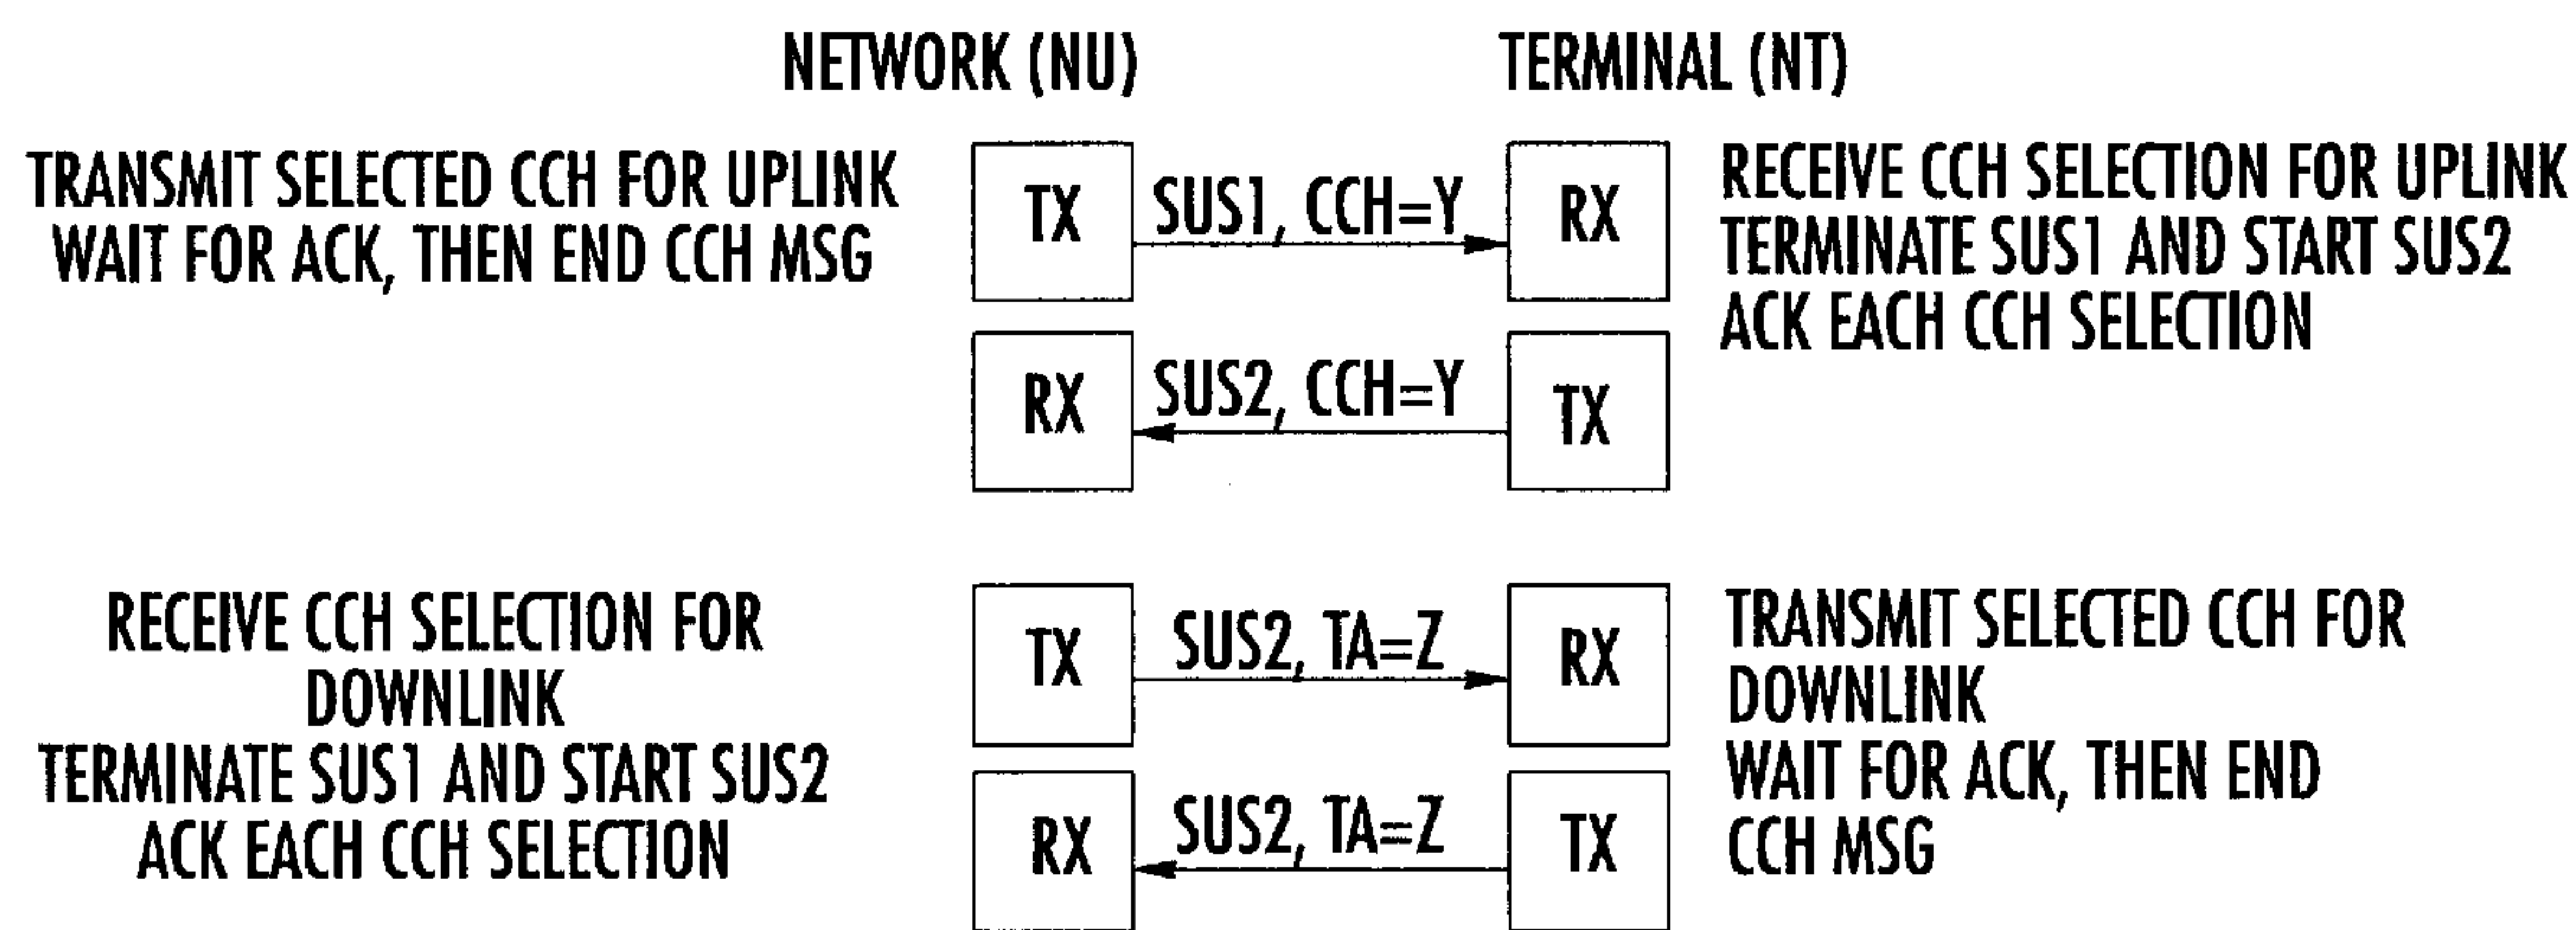 NETWORK (NU)
TERMINAL (NT)
TRANSMIT SELECTED CCH FOR UPLINK
WAIT FOR ACK, THEN END CCH MSG
TX
SUS1, CCH=Y
RX
RECEIVE CCH SELECTION FOR UPLINK
TERMINATE SUS1 AND START SUS2
ACK EACH CCH SELECTION
RX
SUS2, CCH=Y
TX
RECEIVE CCH SELECTION FOR
DOWNLINK
TERMINATE SUS1 AND START SUS2
ACK EACH CCH SELECTION
TX
SUS2, TA=Z
RX
TRANSMIT SELECTED CCH FOR
DOWNLINK
WAIT FOR ACK, THEN END
CCH MSG
RX
SUS2, TA=Z
TX